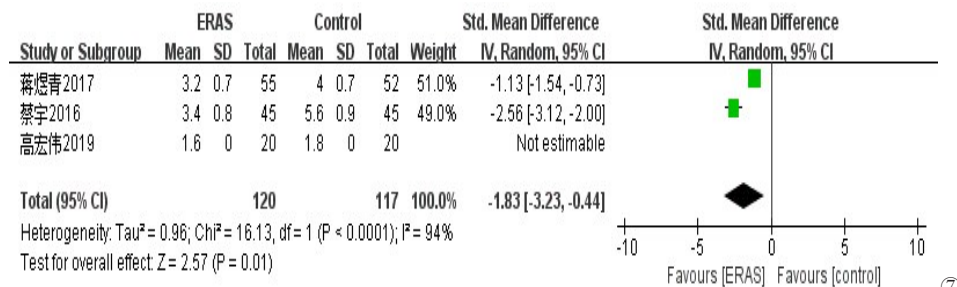 ERAS Control Std. Mean Difference Std. Mean Difference
Study or Subgroup Mean SD Total Mean SD Total Weight IV, Random, 95% CI IV, Random, 95% CI
蒋煜青2017 3.2 0.7 55 4 0.7 52 51.0% -1.13 [-1.54, -0.73]
蔡宇2016 3.4 0.8 45 5.6 0.9 45 49.0% -2.56 [-3.12, -2.00]
高宏伟2019 1.6 0 20 1.8 0 20 Not estimable
Total (95% CI) 120 117 100.0% -1.83 [-3.23, -0.44]
Heterogeneity: Tau² = 0.96; Chi² = 16.13, df = 1 (P < 0.0001); I² = 94%
Test for overall effect: Z = 2.57 (P = 0.01)
-10 -5 0 5 10
Favours [ERAS] Favours [control]